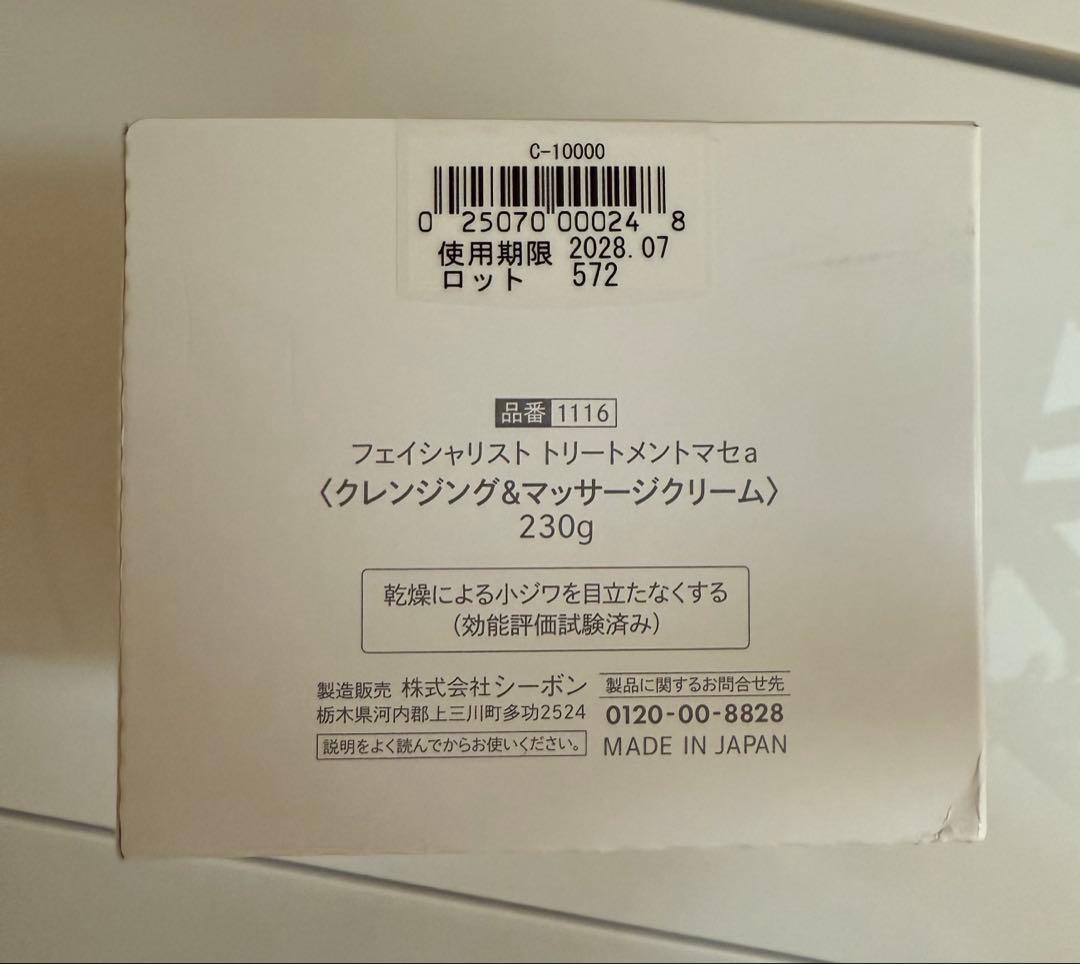 C-10000
0 25070 00024 8
使用期限 2028.07
ロット 572
品番 1116
フェイシャリスト トリートメントマセa
〈クレンジング&マッサージクリーム〉
230g
乾燥による小ジワを目立たなくする
(効能評価試験済み)
製造販売 株式会社シーボン
栃木県河内郡上三川町多功2524
説明をよく読んでからお使いください。
製品に関するお問合せ先
0120-00-8828
MADE IN JAPAN